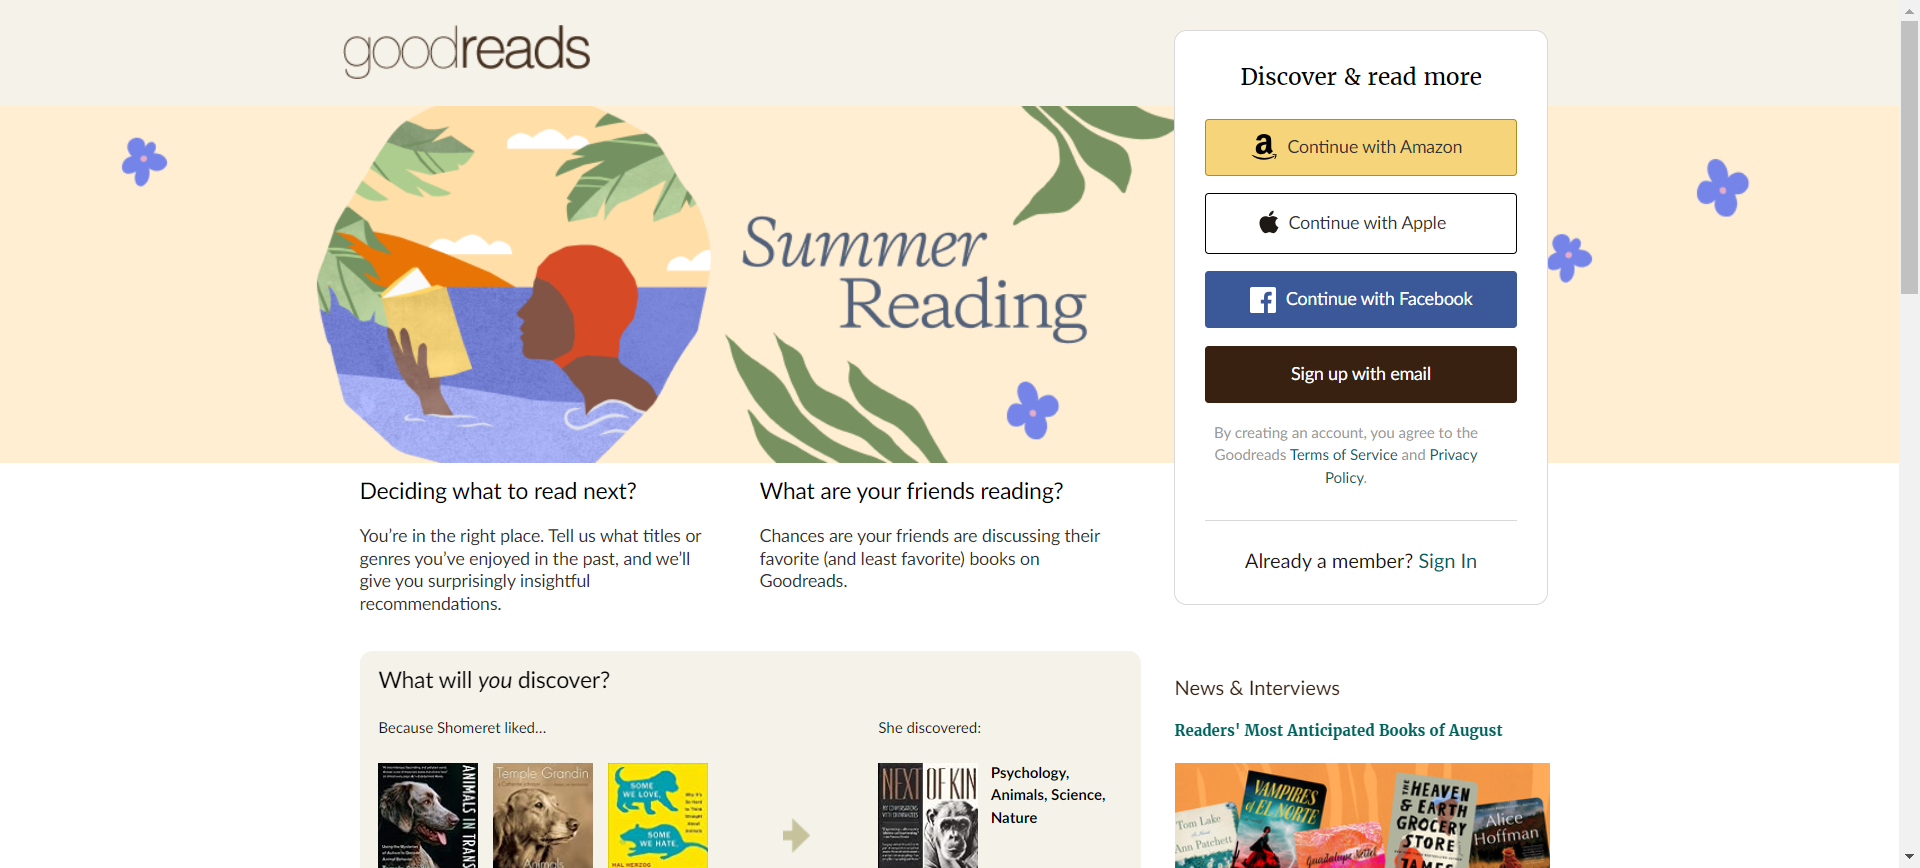 goodreads
Summer
Reading
Discover & read more
Continue with Amazon
Continue with Apple
Continue with Facebook
Sign up with email
By creating an account, you agree to the
Goodreads Terms of Service and Privacy
Policy.
Already a member? Sign In
Deciding what to read next?
You’re in the right place. Tell us what titles or
genres you’ve enjoyed in the past, and we’ll
give you surprisingly insightful
recommendations.
What are your friends reading?
Chances are your friends are discussing their
favorite (and least favorite) books on
Goodreads.
What will you discover?
Because Shomeret liked…
ANIMALS IN TRANS
Temple Grandin
Animals
SOME
WE LOVE,
SOME
WE HATE,
HAL HERZOG
She discovered:
NEXT OF KIN
Psychology,
Animals, Science,
Nature
News & Interviews
Readers' Most Anticipated Books of August
Tom Lake
Ann Patchett
VAMPIRES
of EL NORTE
THE
HEAVEN
& EARTH
GROCERY
STORE
JAMES
Alice
Hoffman